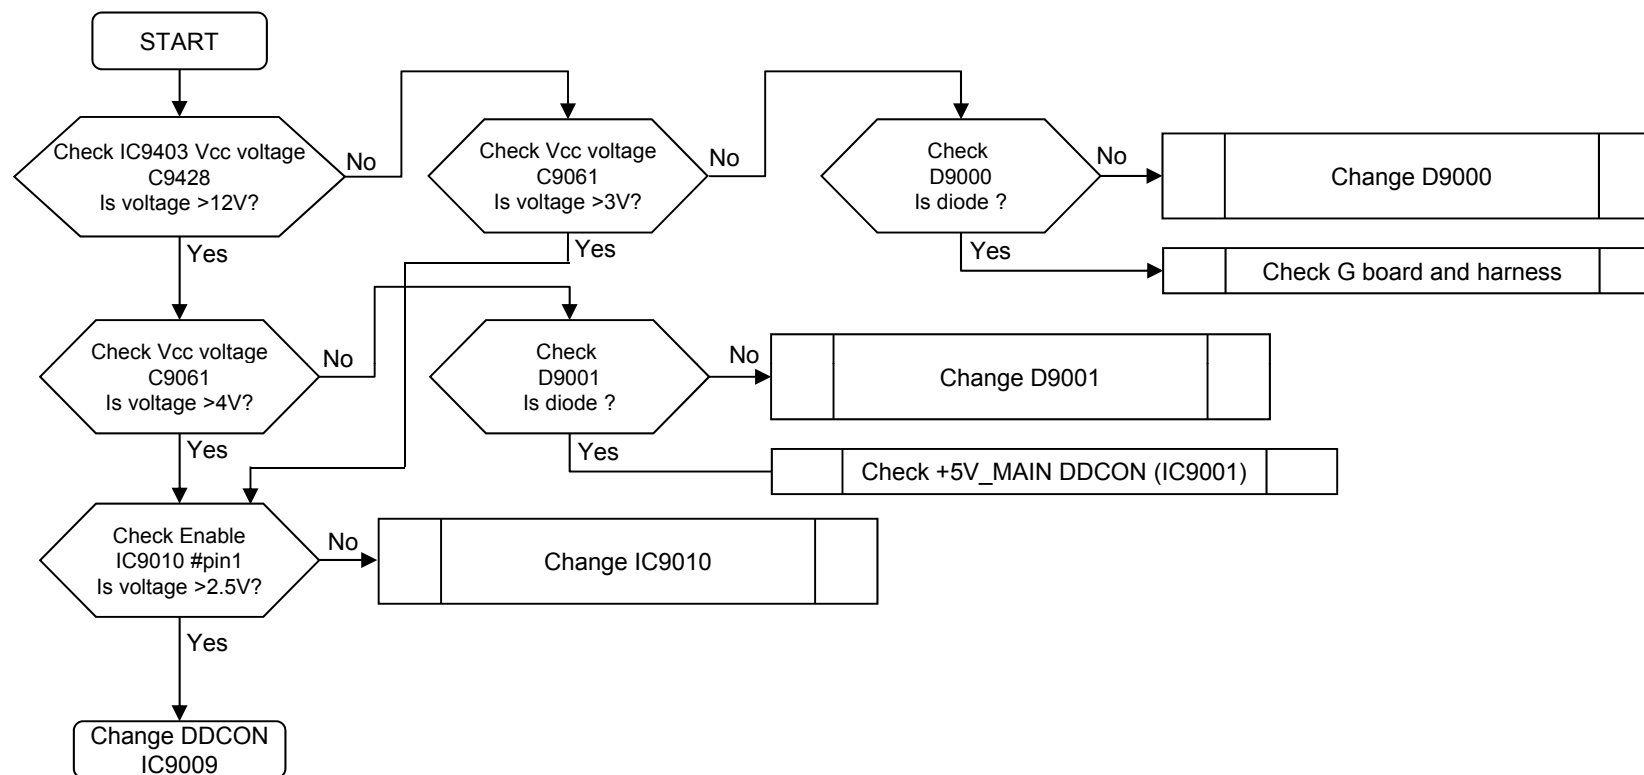 START
Check IC9403 Vcc voltage
C9428
Is voltage >12V?
No
Check Vcc voltage
C9061
Is voltage >3V?
No
Check
D9000
Is diode ?
No
Change D9000
Yes
Yes
Yes
Check G board and harness
Check Vcc voltage
C9061
Is voltage >4V?
No
Check
D9001
Is diode ?
No
Change D9001
Yes
Yes
Check +5V_MAIN DDCON (IC9001)
Check Enable
IC9010 #pin1
Is voltage >2.5V?
No
Change IC9010
Yes
Change DDCON
IC9009